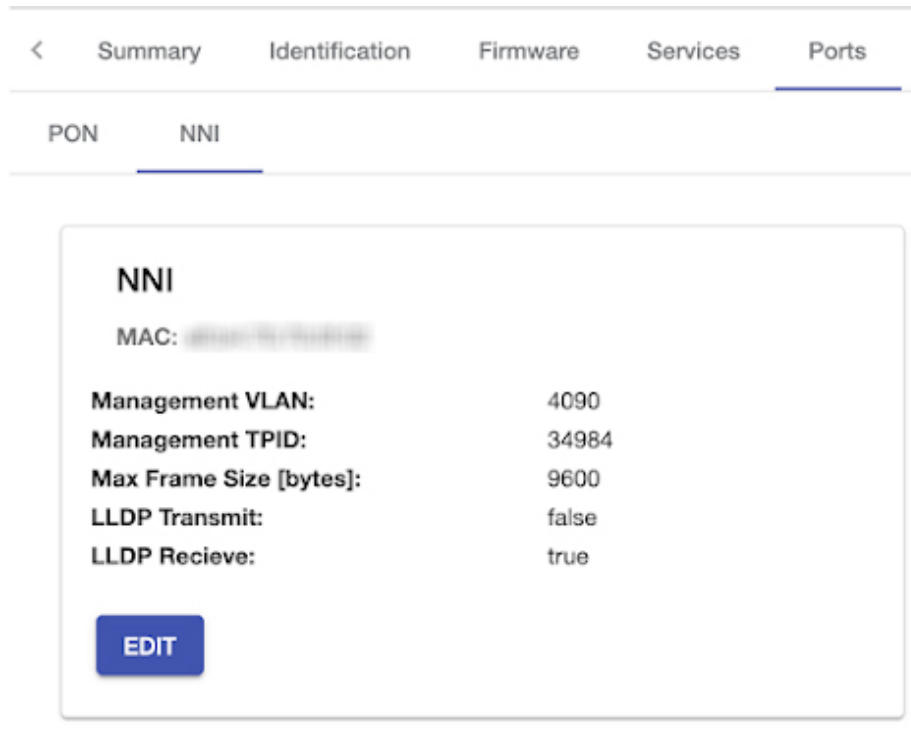 Summary Identification Firmware Services Ports
PON NNI
NNI
MAC:
Management VLAN: 4090
Management TPID: 34984
Max Frame Size [bytes]: 9600
LLDP Transmit: false
LLDP Recieve: true
EDIT